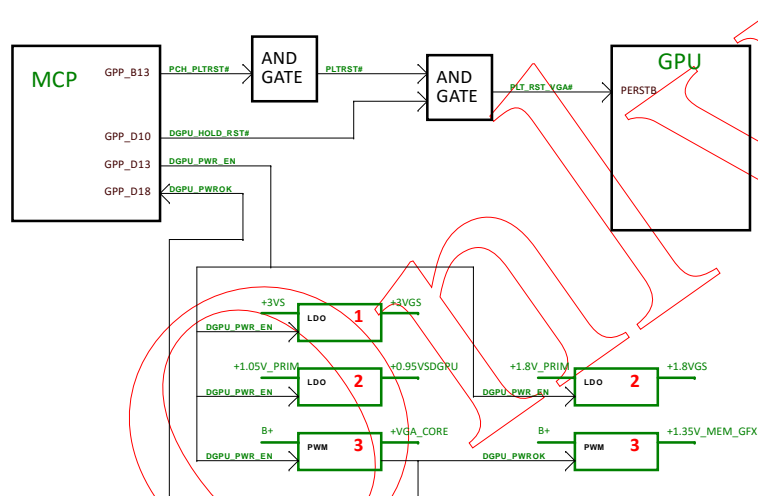 MCP
GPP_B13
PCH_PLTRST#
AND
GATE
PLTRST#
AND
GATE
PLT_RST_VGA#
GPU
PERSTB
GPP_D10
DGPU_HOLD_RST#
GPP_D13
DGPU_PWR_EN
GPP_D18
DGPU_PWROK
+3VS
LDO
1
+3VGS
DGPU_PWR_EN
+1.05V_PRIM
LDO
2
+0.95VSDGPU
DGPU_PWR_EN
+1.8V_PRIM
LDO
2
+1.8VGS
DGPU_PWR_EN
B+
PWM
3
+VGA_CORE
DGPU_PWR_EN
B+
PWM
3
+1.35V_MEM_GFX
DGPU_PWROK